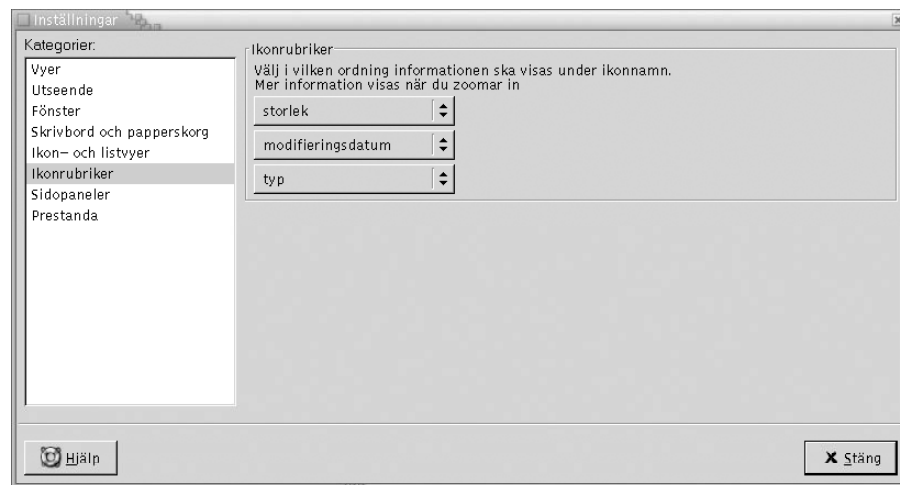 Inställningar
Kategorier:
Vyer
Utseende
Fönster
Skrivbord och papperskorg
Ikon- och listvyer
Ikonrubriker
Sidopaneler
Prestanda
Ikonrubriker
Välj i vilken ordning informationen ska visas under ikonnamn.
Mer information visas när du zoomar in
storlek
modifieringsdatum
typ
Hjälp
Stäng